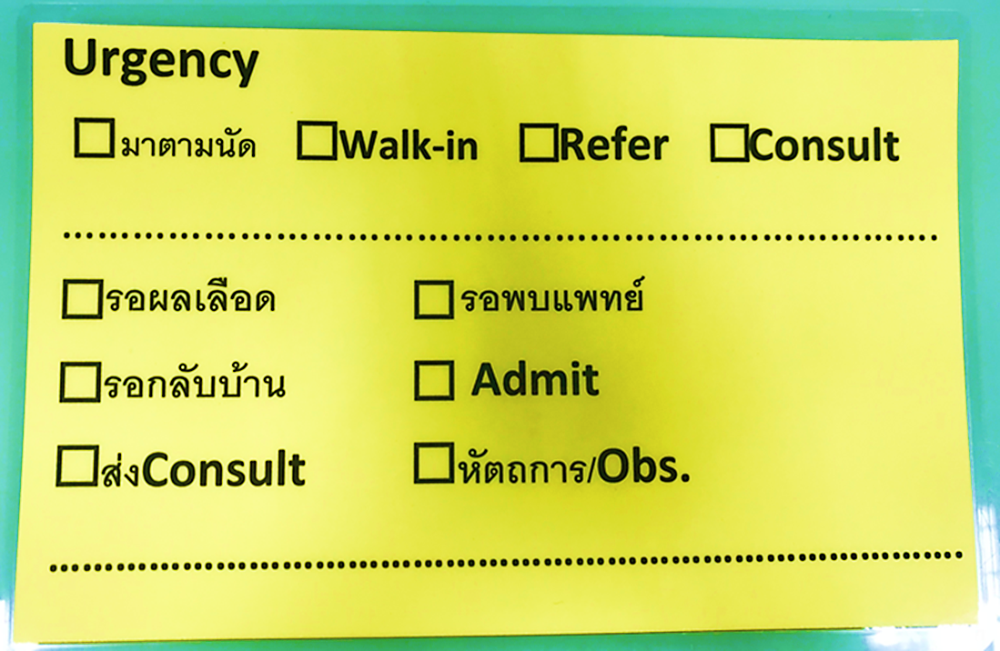 Urgency
☐ มาตามนัด ☐ Walk-in ☐ Refer ☐ Consult
................................................................................
☐ รอผลเลือด ☐ รอพบแพทย์
☐ รอกลับบ้าน ☐ Admit
☐ ส่งConsult ☐ หัตถการ/Obs.
................................................................................